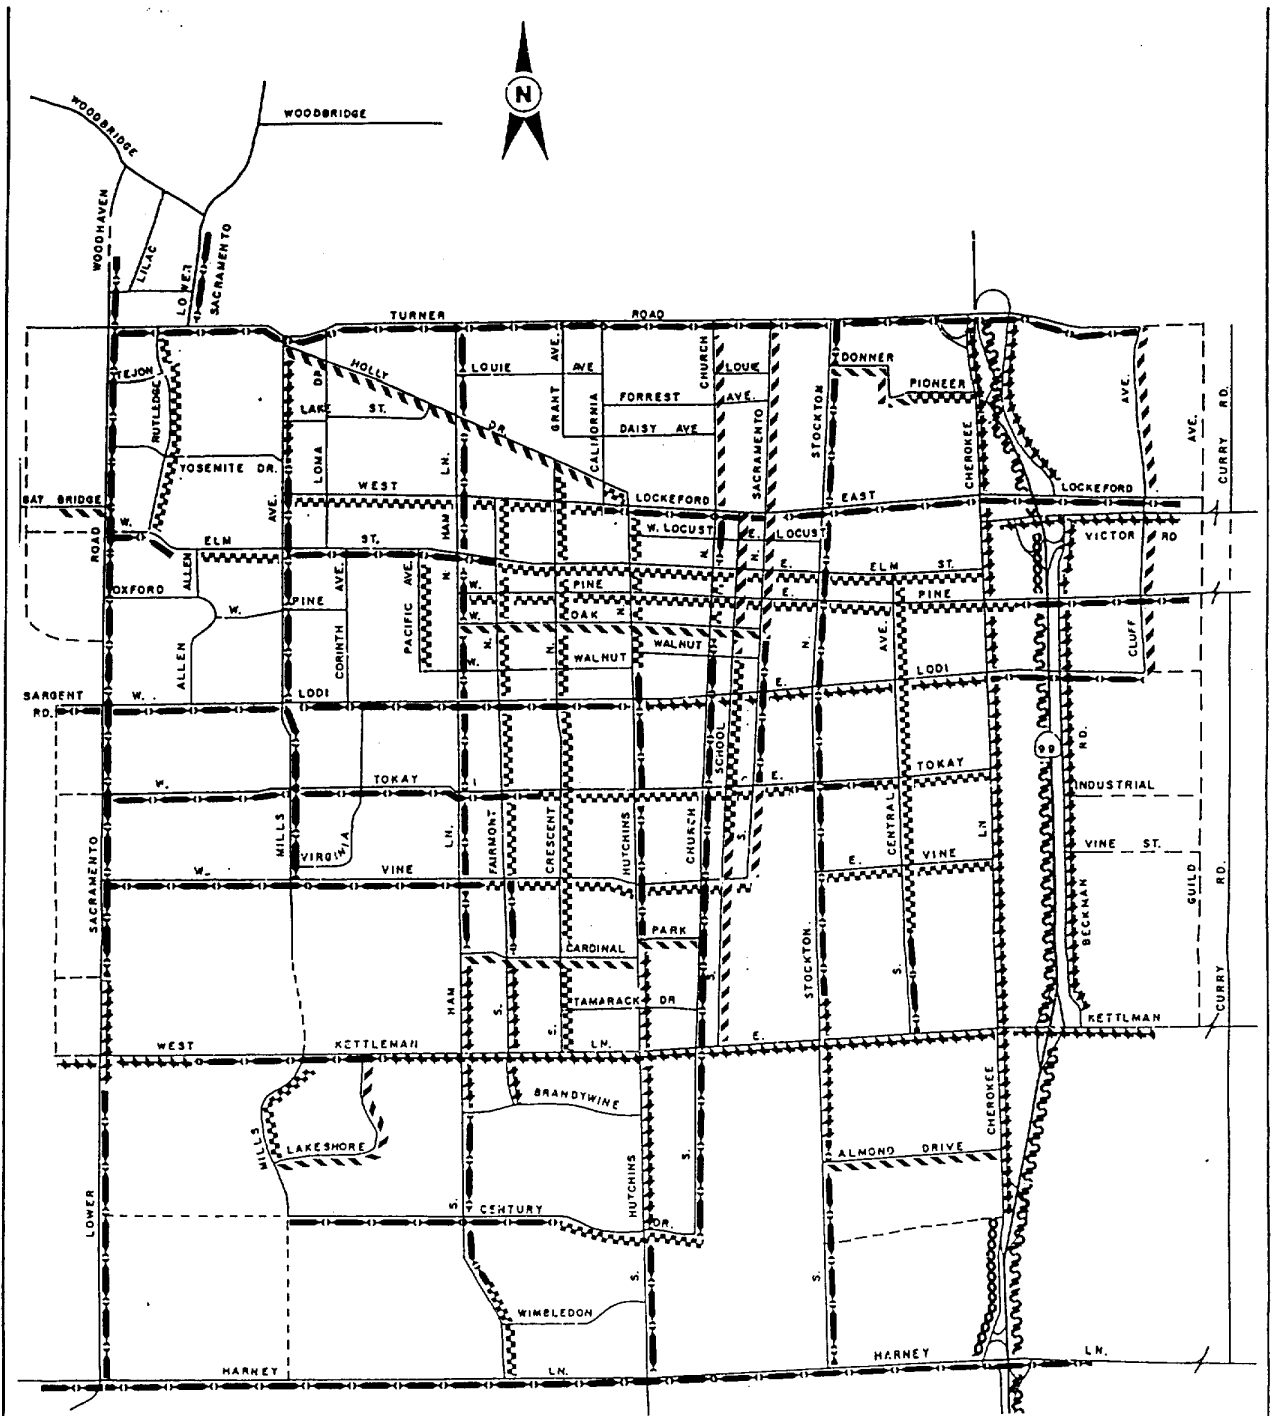 N
WOODBRIDGE
WOODBRIDGE
WOODHAVEN
LILAC
LOWER
SACRAMENTO
TURNER ROAD
TEJON
RUTLEDGE
HOLLY DR.
LOUIE AVE
GRANT AVE.
CALIFORNIA
CHURCH
LOUIE
FORREST AVE.
DAISY AVE
SACRAMENTO
STOCKTON
DONNER
PIONEER
CHEROKEE
AVE.
AVE.
CURRY RD.
LAKE ST.
LOMA DR.
YOSEMITE DR.
HAM LN.
BAY BRIDGE
ROAD
AVE.
WEST
LOCKEFORD
EAST
LOCKEFORD
W. LOCUST
E. LOCUST
VICTOR RD
W. ELM ST.
E. ELM ST.
OXFORD
ALLEN
W. PINE
W. PINE
E. PINE
ALLEN
CORINTH AVE.
PACIFIC AVE.
N.
W. OAK
N.
N.
N.
N.
N.
W. WALNUT
WALNUT
N.
AVE.
CLUFF
SARGENT RD.
W. LODI
E. LODI
SCHOOL
99
RD.
W. TOKAY
E. TOKAY
INDUSTRIAL
SACRAMENTO
MILLS
VIRGINIA
LN.
FAIRMONT
CRESCENT
HUTCHINS
CHURCH
S.
CENTRAL
LN
VINE ST.
W. VINE
E. VINE
BECKMAN
GUILD
CURRY RD.
PARK
CARDINAL
STOCKTON
S.
S.
HAM
S.
S.
TAMARACK DR
WEST KETTLEMAN LN.
E.
KETTLMAN
BRANDYWINE
CHEROKEE
MILLS
LAKESHORE
ALMOND DRIVE
S.
HUTCHINS
LOWER
S.
CENTURY DR.
S.
S.
WIMBLEDON
HARNEY LN.
HARNEY LN.